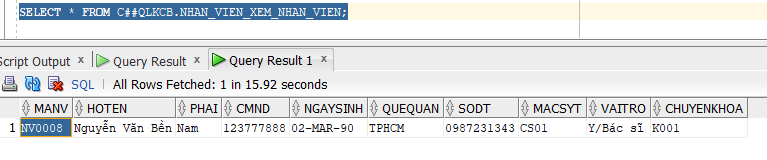 SELECT * FROM C##QLKCB.NHAN_VIEN_XEM_NHAN_VIEN;
Script Output × Query Result × Query Result 1 ×
SQL | All Rows Fetched: 1 in 15.92 seconds
MANV HOTEN PHAI CMND NGAYSINH QUEQUAN SODT MACSYT VAITRO CHUYENKHOA
1 NV0008 Nguyễn Văn Bền Nam 123777888 02-MAR-90 TPHCM 0987231343 CS01 Y/Bác sĩ K001